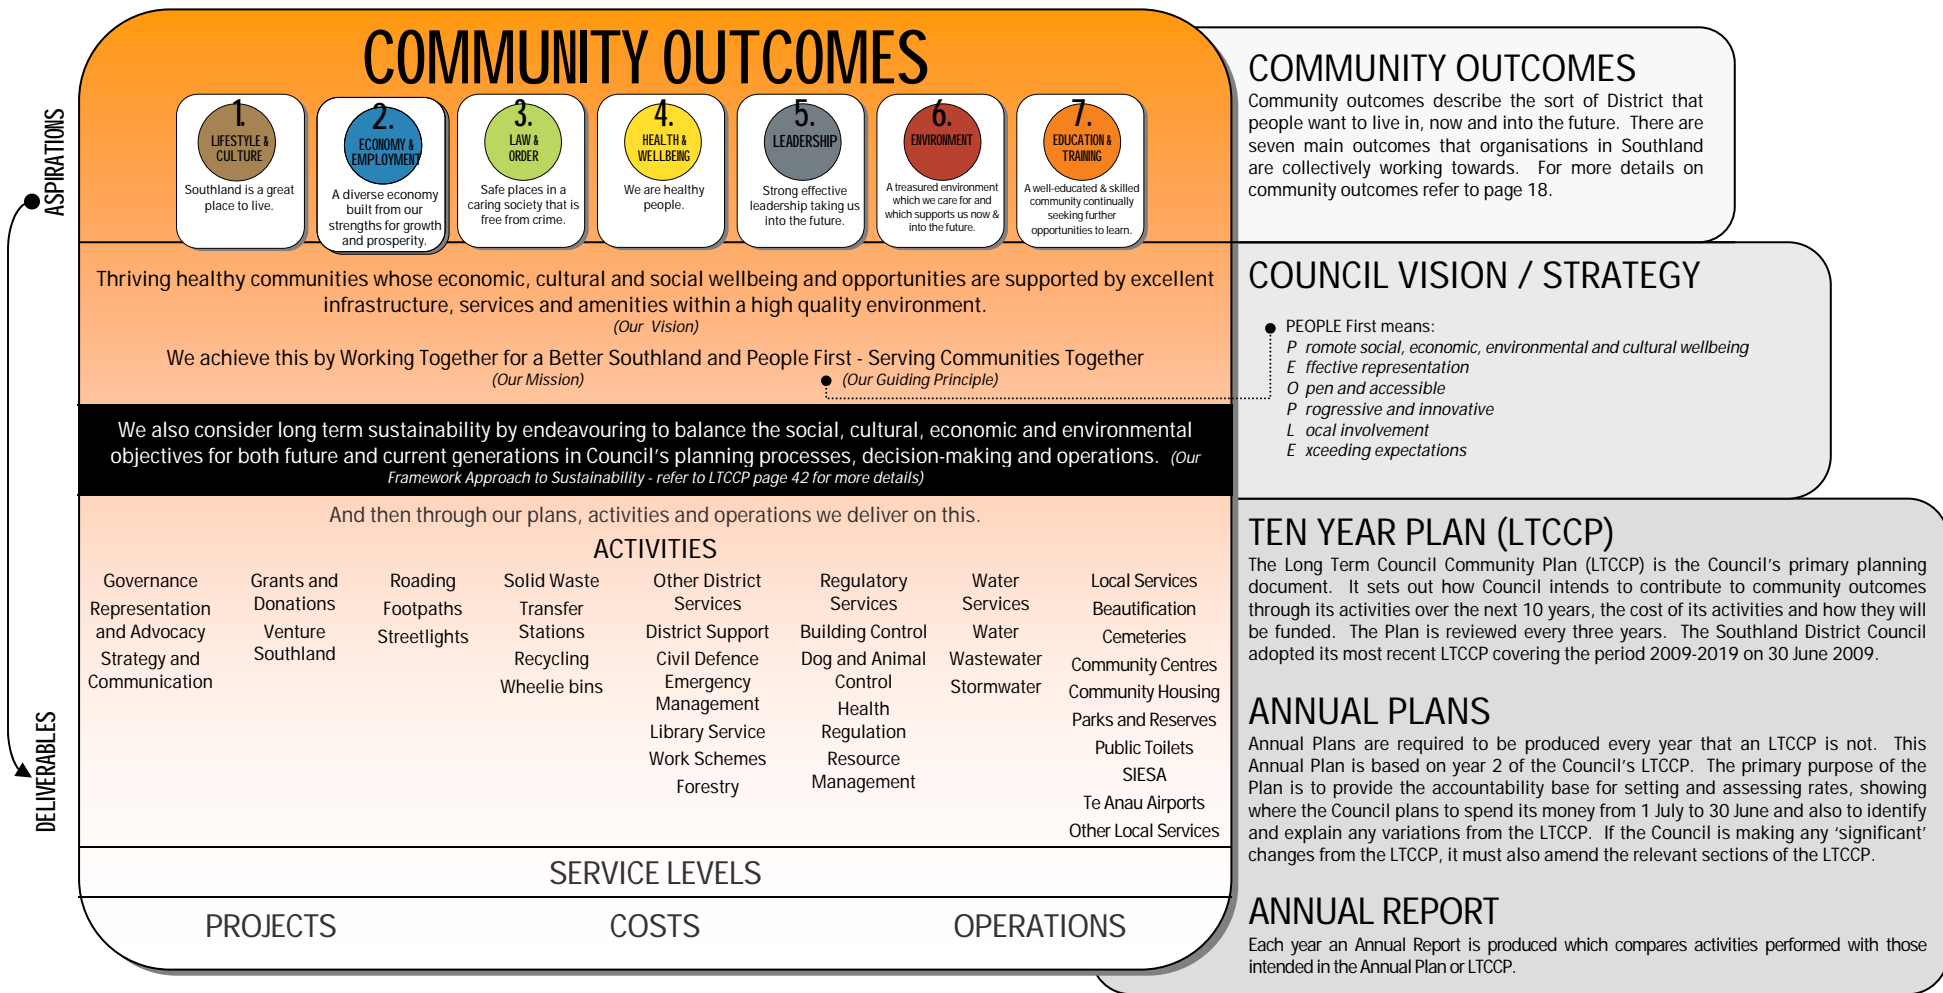 COMMUNITY OUTCOMES
ASPIRATIONS
DELIVERABLES
1.
LIFESTYLE &
CULTURE
Southland is a great
place to live.
2.
ECONOMY &
EMPLOYMENT
A diverse economy
built from our
strengths for growth
and prosperity.
3.
LAW &
ORDER
Safe places in a
caring society that is
free from crime.
4.
HEALTH &
WELLBEING
We are healthy
people.
5.
LEADERSHIP
Strong effective
leadership taking us
into the future.
6.
ENVIRONMENT
A treasured environment
which we care for and
which supports us now &
into the future.
7.
EDUCATION &
TRAINING
A well-educated & skilled
community continually
seeking further
opportunities to learn.
Thriving healthy communities whose economic, cultural and social wellbeing and opportunities are supported by excellent
infrastructure, services and amenities within a high quality environment.
(Our Vision)
We achieve this by Working Together for a Better Southland and People First - Serving Communities Together
(Our Mission) (Our Guiding Principle)
We also consider long term sustainability by endeavouring to balance the social, cultural, economic and environmental
objectives for both future and current generations in Council's planning processes, decision-making and operations. (Our
Framework Approach to Sustainability - refer to LTCCP page 42 for more details)
And then through our plans, activities and operations we deliver on this.
ACTIVITIES
Governance
Representation
and Advocacy
Strategy and
Communication
Grants and
Donations
Venture
Southland
Roading
Footpaths
Streetlights
Solid Waste
Transfer
Stations
Recycling
Wheelie bins
Other District
Services
District Support
Civil Defence
Emergency
Management
Library Service
Work Schemes
Forestry
Regulatory
Services
Building Control
Dog and Animal
Control
Health
Regulation
Resource
Management
Water
Services
Water
Wastewater
Stormwater
Local Services
Beautification
Cemeteries
Community Centres
Community Housing
Parks and Reserves
Public Toilets
SIESA
Te Anau Airports
Other Local Services
SERVICE LEVELS
PROJECTS COSTS OPERATIONS
COMMUNITY OUTCOMES
Community outcomes describe the sort of District that
people want to live in, now and into the future. There are
seven main outcomes that organisations in Southland
are collectively working towards. For more details on
community outcomes refer to page 18.
COUNCIL VISION / STRATEGY
PEOPLE First means:
P romote social, economic, environmental and cultural wellbeing
E ffective representation
O pen and accessible
P rogressive and innovative
L ocal involvement
E xceeding expectations
TEN YEAR PLAN (LTCCP)
The Long Term Council Community Plan (LTCCP) is the Council's primary planning
document. It sets out how Council intends to contribute to community outcomes
through its activities over the next 10 years, the cost of its activities and how they will
be funded. The Plan is reviewed every three years. The Southland District Council
adopted its most recent LTCCP covering the period 2009-2019 on 30 June 2009.
ANNUAL PLANS
Annual Plans are required to be produced every year that an LTCCP is not. This
Annual Plan is based on year 2 of the Council's LTCCP. The primary purpose of the
Plan is to provide the accountability base for setting and assessing rates, showing
where the Council plans to spend its money from 1 July to 30 June and also to identify
and explain any variations from the LTCCP. If the Council is making any 'significant'
changes from the LTCCP, it must also amend the relevant sections of the LTCCP.
ANNUAL REPORT
Each year an Annual Report is produced which compares activities performed with those
intended in the Annual Plan or LTCCP.